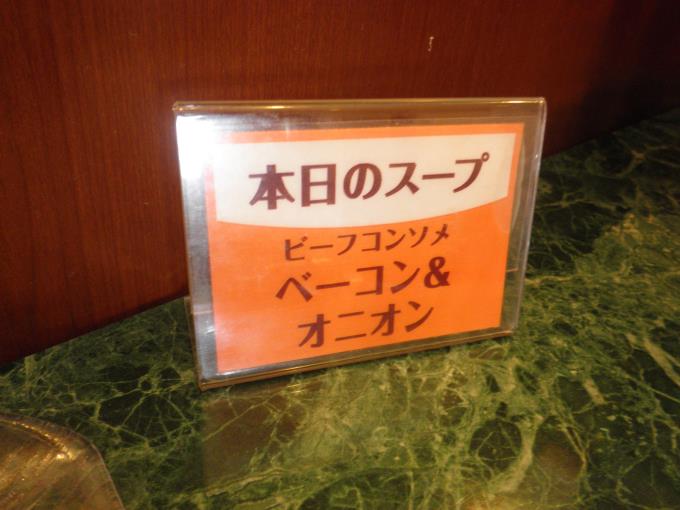 本日のスープ
ビーフコンソメ
ベーコン&
オニオン